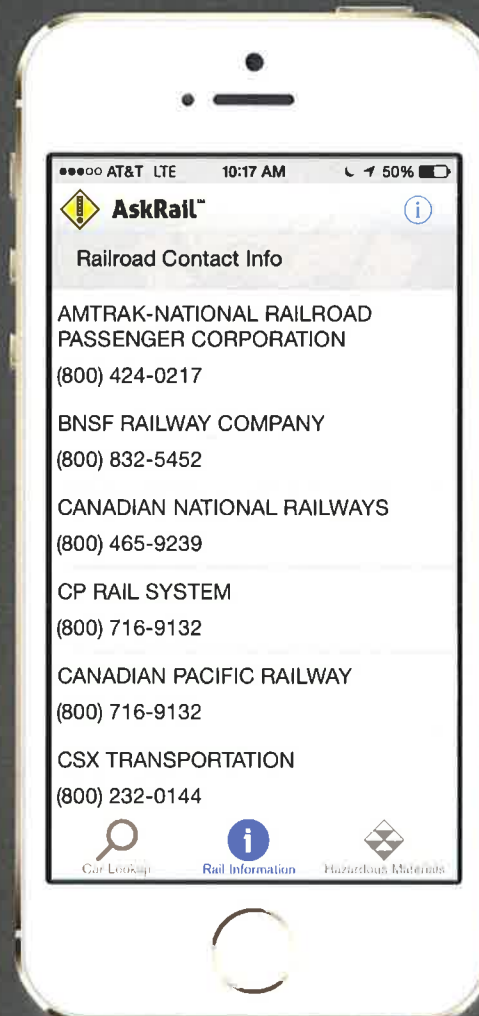 ●●●○○ AT&T LTE 10:17 AM 50%
AskRail™
Railroad Contact Info
AMTRAK-NATIONAL RAILROAD
PASSENGER CORPORATION
(800) 424-0217
BNSF RAILWAY COMPANY
(800) 832-5452
CANADIAN NATIONAL RAILWAYS
(800) 465-9239
CP RAIL SYSTEM
(800) 716-9132
CANADIAN PACIFIC RAILWAY
(800) 716-9132
CSX TRANSPORTATION
(800) 232-0144
Car Lookup Rail Information Hazardous Materials